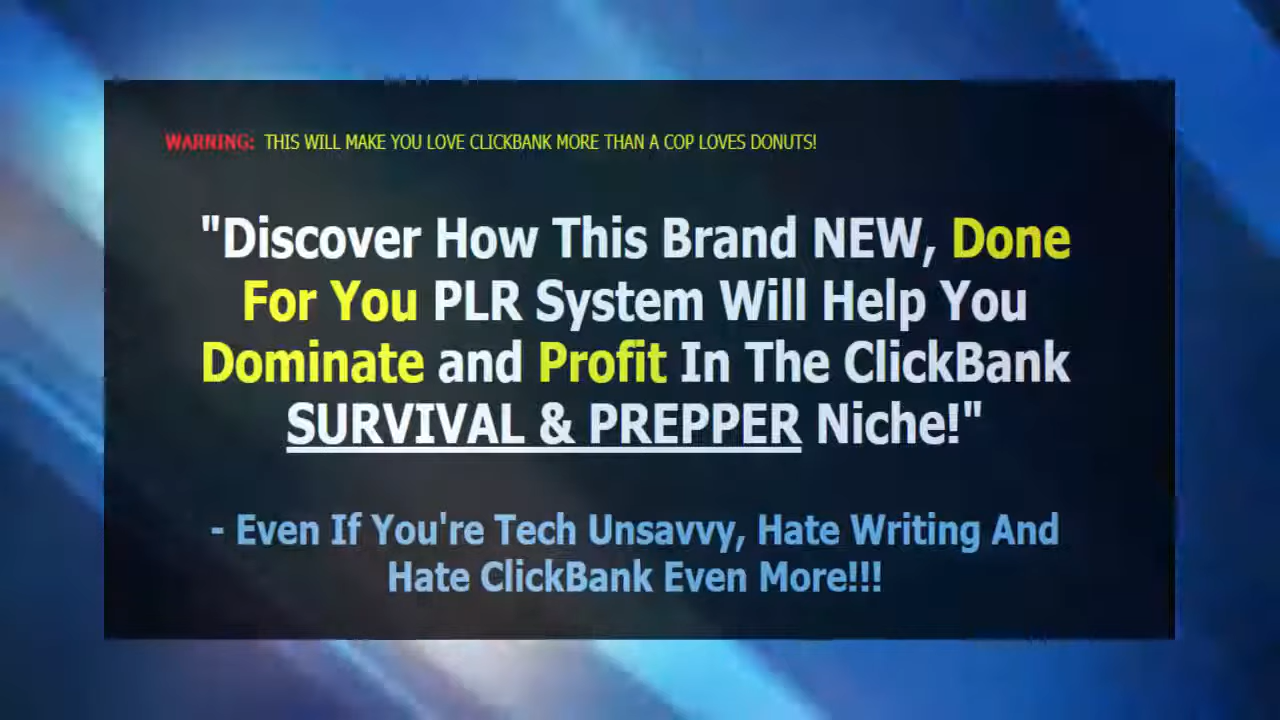 WARNING: THIS WILL MAKE YOU LOVE CLICKBANK MORE THAN A COP LOVES DONUTS!
"Discover How This Brand NEW, Done
For You PLR System Will Help You
Dominate and Profit In The ClickBank
SURVIVAL & PREPPER Niche!"
- Even If You're Tech Unsavvy, Hate Writing And
Hate ClickBank Even More!!!